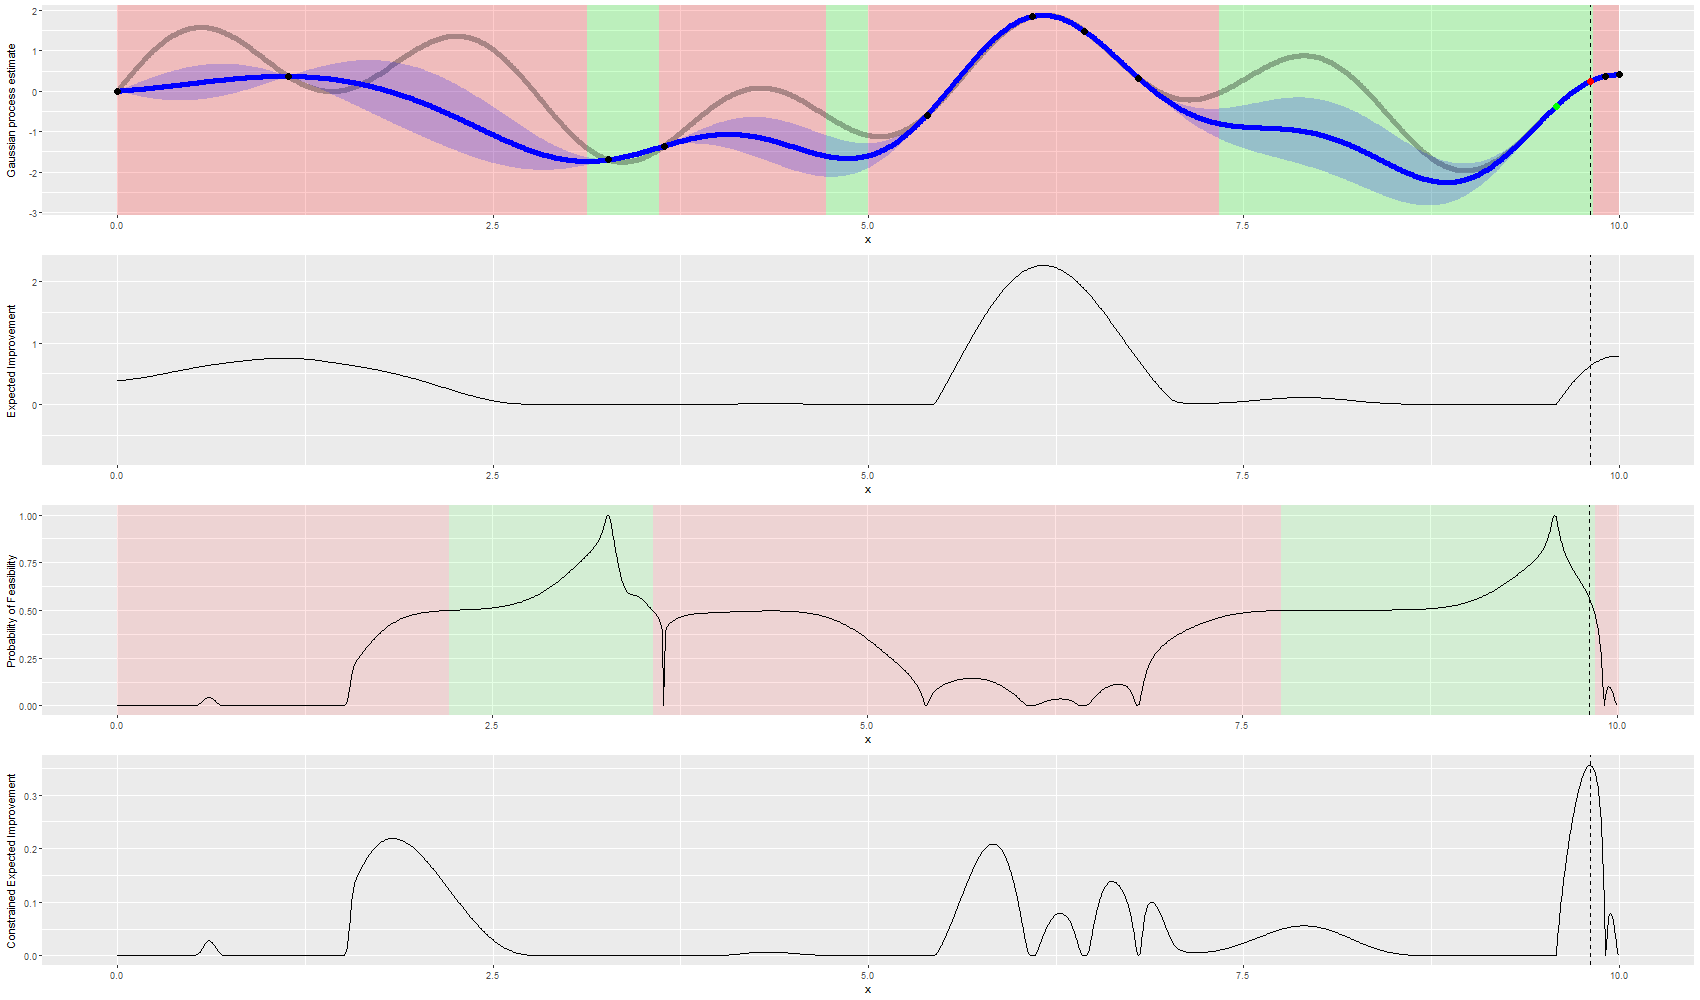 Gaussian process estimate
2
1
0
-1
-2
-3
0.0 2.5 5.0 7.5 10.0
x
Expected Improvement
2
1
0
0.0 2.5 5.0 7.5 10.0
x
Probability of Feasibility
1.00
0.75
0.50
0.25
0.00
0.0 2.5 5.0 7.5 10.0
x
Constrained Expected Improvement
0.3
0.2
0.1
0.0
0.0 2.5 5.0 7.5 10.0
x